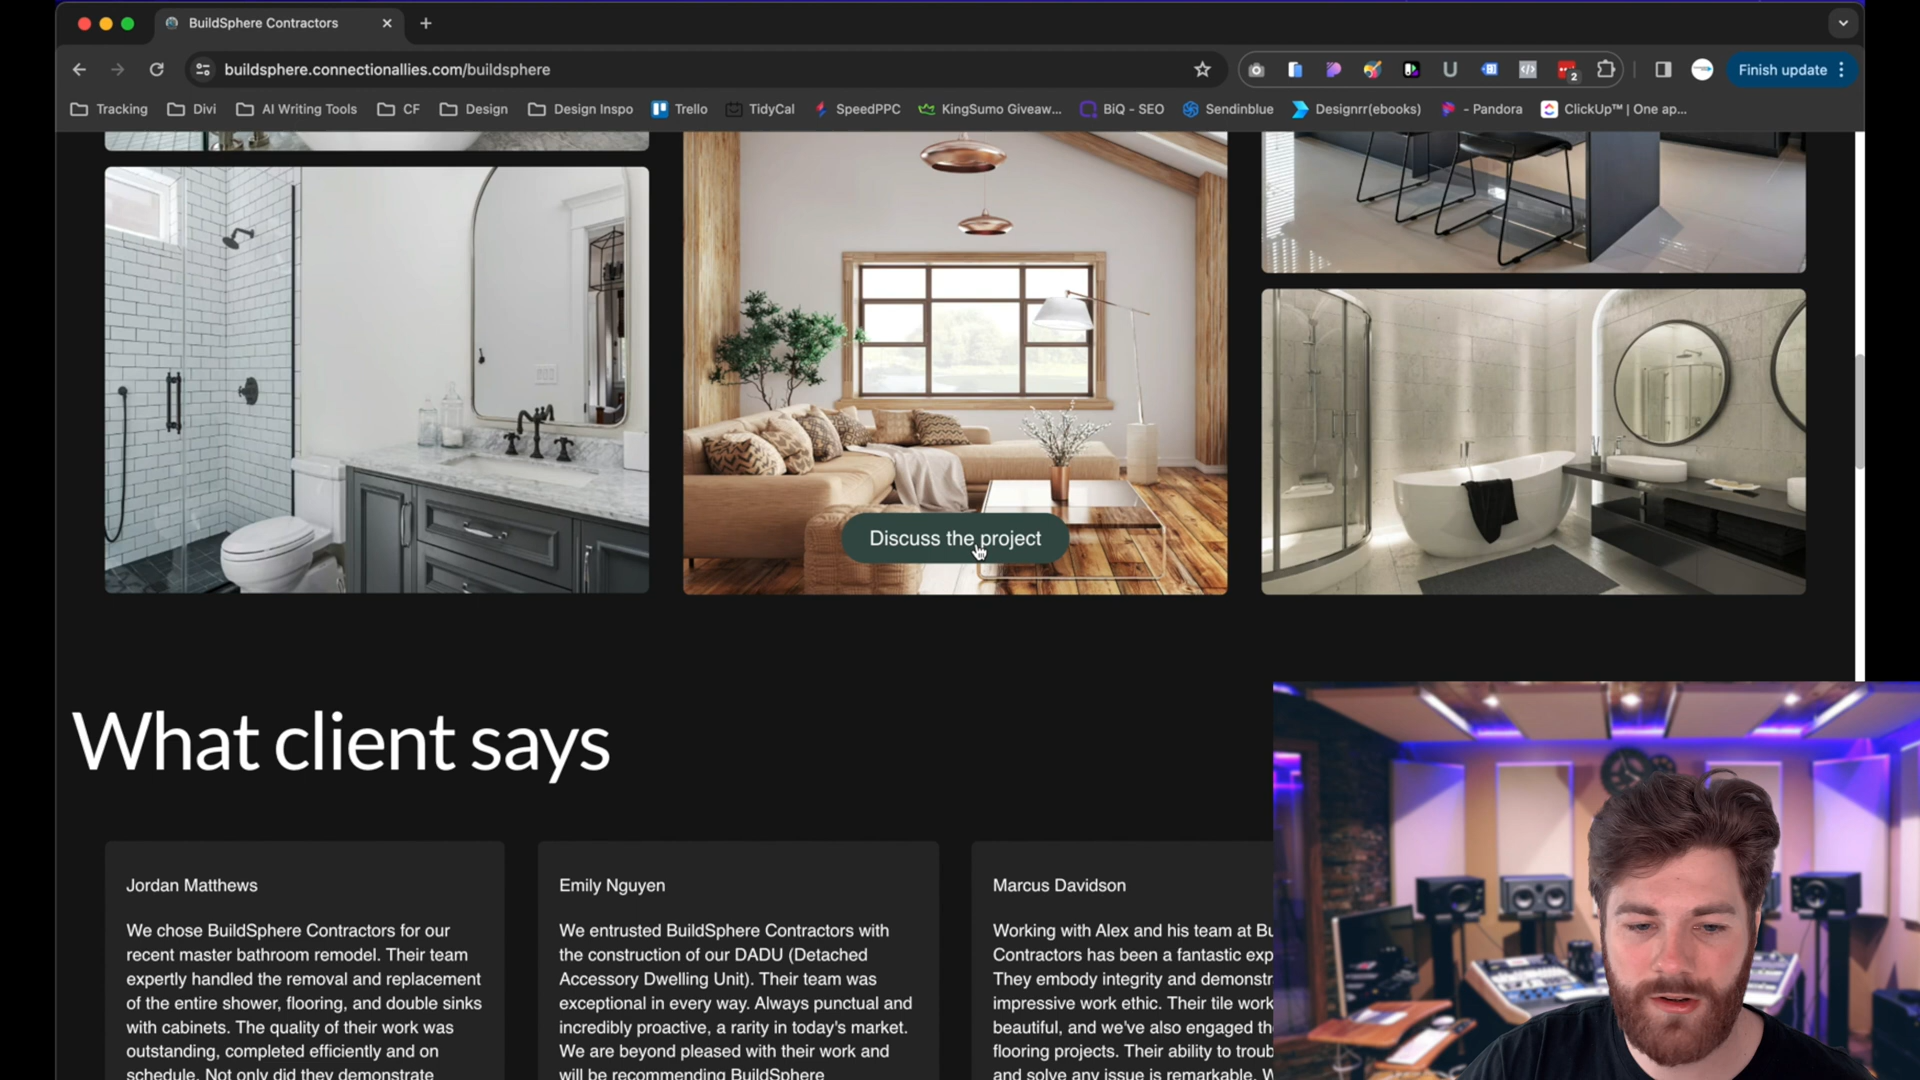 BuildSphere Contractors
buildsphere.connectionallies.com/buildsphere
2
Finish update
Tracking
Divi
AI Writing Tools
CF
Design
Design Inspo
Trello
TidyCal
SpeedPPC
KingSumo Giveaw...
BiQ - SEO
Sendinblue
Designrr(ebooks)
- Pandora
ClickUp™ | One ap...
Discuss the project
What client says
Jordan Matthews
We chose BuildSphere Contractors for our
recent master bathroom remodel. Their team
expertly handled the removal and replacement
of the entire shower, flooring, and double sinks
with cabinets. The quality of their work was
outstanding, completed efficiently and on
schedule. Not only did they demonstrate
Emily Nguyen
We entrusted BuildSphere Contractors with
the construction of our DADU (Detached
Accessory Dwelling Unit). Their team was
exceptional in every way. Always punctual and
incredibly proactive, a rarity in today's market.
We are beyond pleased with their work and
will be recommending BuildSphere
Marcus Davidson
Working with Alex and his team at Bu
Contractors has been a fantastic exp
They embody integrity and demonstr
impressive work ethic. Their tile work
beautiful, and we've also engaged th
flooring projects. Their ability to troub
and solve any issue is remarkable. W